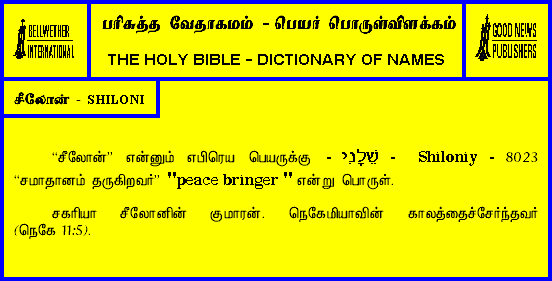 BELLWETHER
INTERNATIONAL
பரிசுத்த வேதாகமம் - பெயர் பொருள்விளக்கம்
THE HOLY BIBLE - DICTIONARY OF NAMES
GOOD NEWS
PUBLISHERS
சீலோன் - SHILONI
“சீலோன்” என்னும் எபிரெய பெயருக்கு - שִׁלֹנִי - Shiloniy - 8023
“சமாதானம் தருகிறவர்” "peace bringer" என்று பொருள்.
சகரியா சீலோனின் குமாரன். நெகேமியாவின் காலத்தைச்சேர்ந்தவர்
(நெகே 11:5).